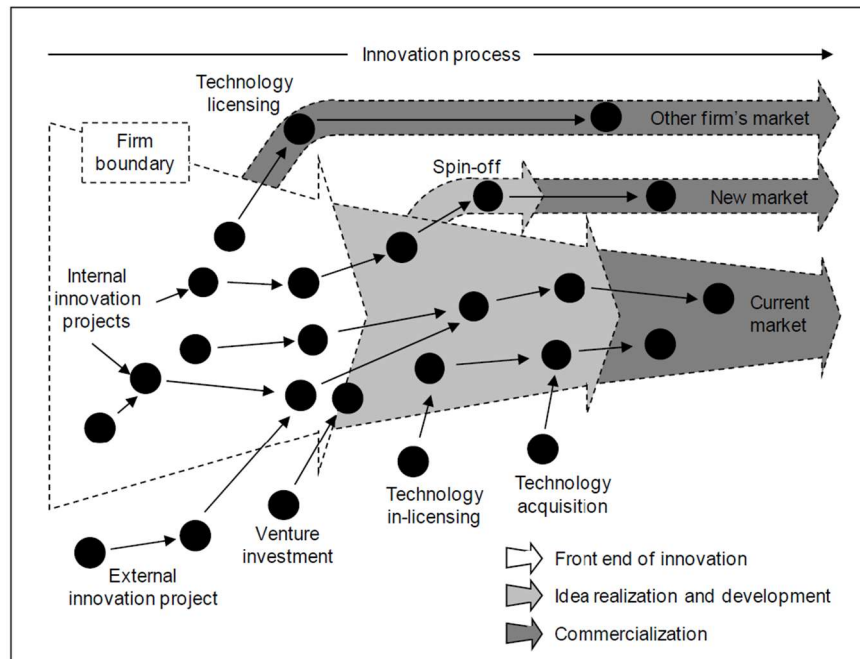 Innovation process
Technology
licensing
Other firm's market
Firm
boundary
Spin-off
New market
Internal
innovation
projects
Current
market
Technology
in-licensing
Technology
acquisition
Venture
investment
External
innovation project
Front end of innovation
Idea realization and development
Commercialization